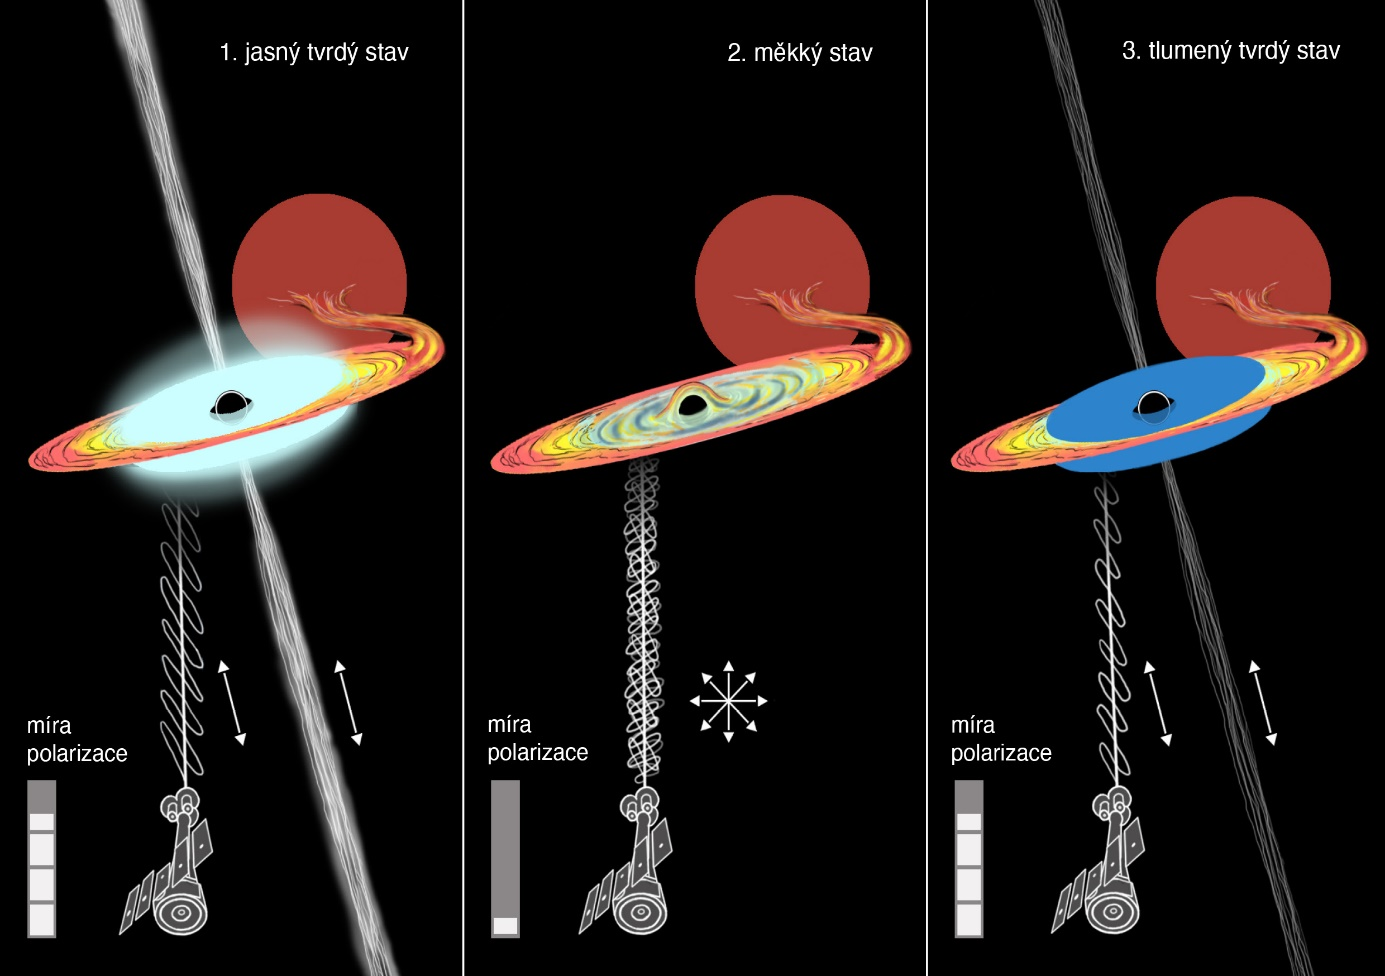 1. jasný tvrdý stav
míra
polarizace
2. měkký stav
míra
polarizace
3. tlumený tvrdý stav
míra
polarizace